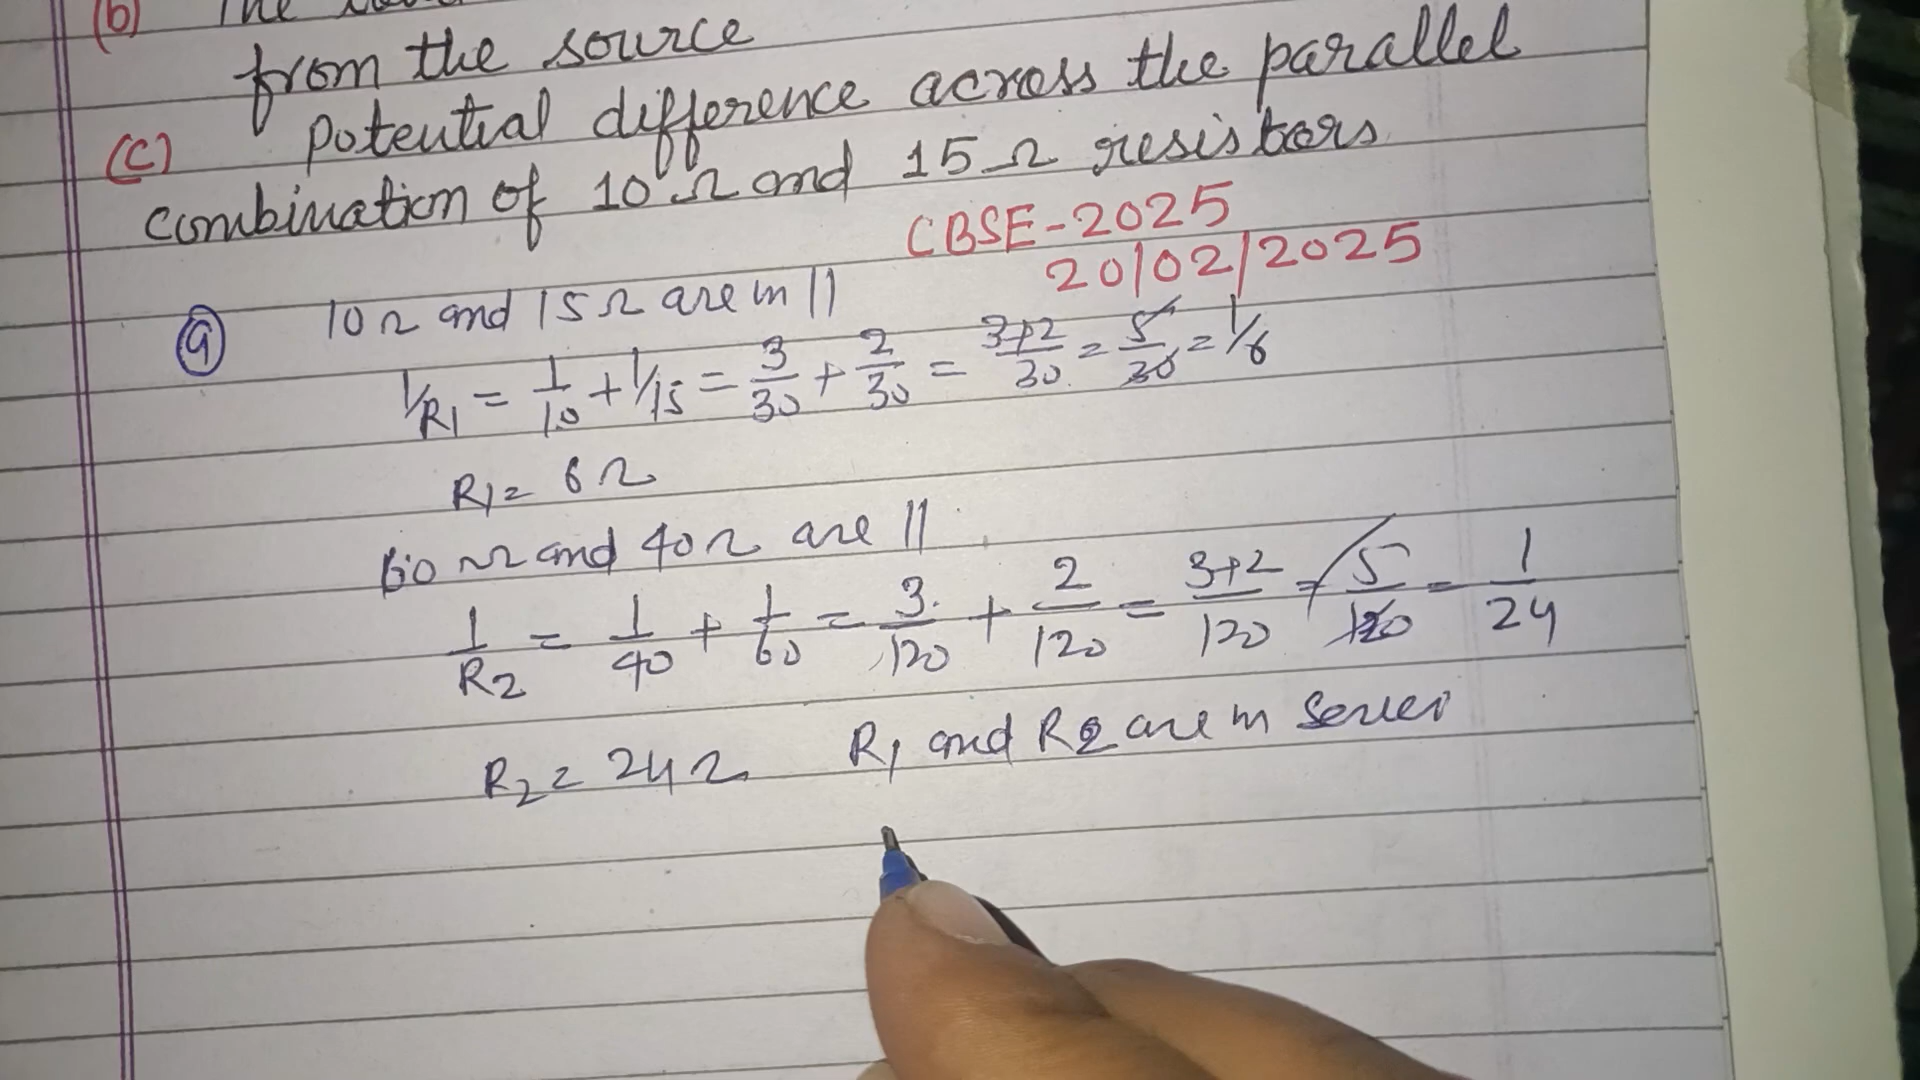 (b) The
from the source
(c) Potential difference across the parallel
combination of 10 Ω and 15 Ω resistors
CBSE-2025
20/02/2025
(a) 10 Ω and 15 Ω are in ||
1/R1 = 1/10 + 1/15 = 3/30 + 2/30 = 3+2/30 = 5/30 = 1/6
R1 = 6 Ω
60 Ω and 40 Ω are ||
1/R2 = 1/40 + 1/60 = 3/120 + 2/120 = 3+2/120 = 5/120 = 1/24
R2 = 24 Ω R1 and R2 are in Series